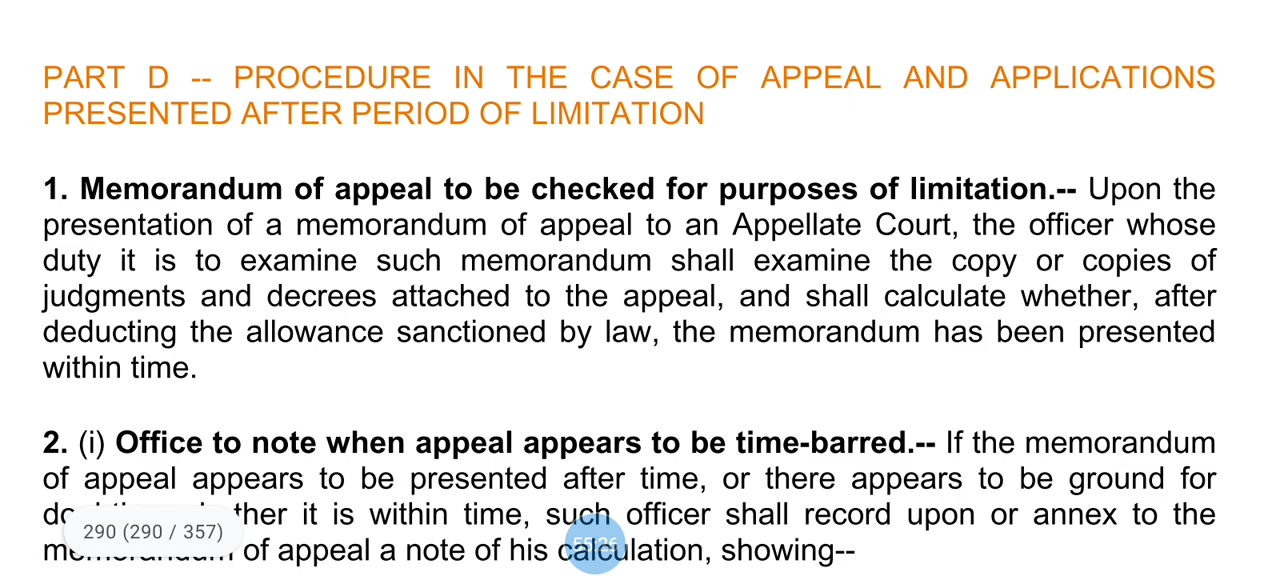 PART D -- PROCEDURE IN THE CASE OF APPEAL AND APPLICATIONS
PRESENTED AFTER PERIOD OF LIMITATION
1. Memorandum of appeal to be checked for purposes of limitation.-- Upon the
presentation of a memorandum of appeal to an Appellate Court, the officer whose
duty it is to examine such memorandum shall examine the copy or copies of
judgments and decrees attached to the appeal, and shall calculate whether, after
deducting the allowance sanctioned by law, the memorandum has been presented
within time.
2. (i) Office to note when appeal appears to be time-barred.-- If the memorandum
of appeal appears to be presented after time, or there appears to be ground for
it is within time, such officer shall record upon or annex to the
of appeal a note of his calculation, showing--
290 (290 / 357)
55:26